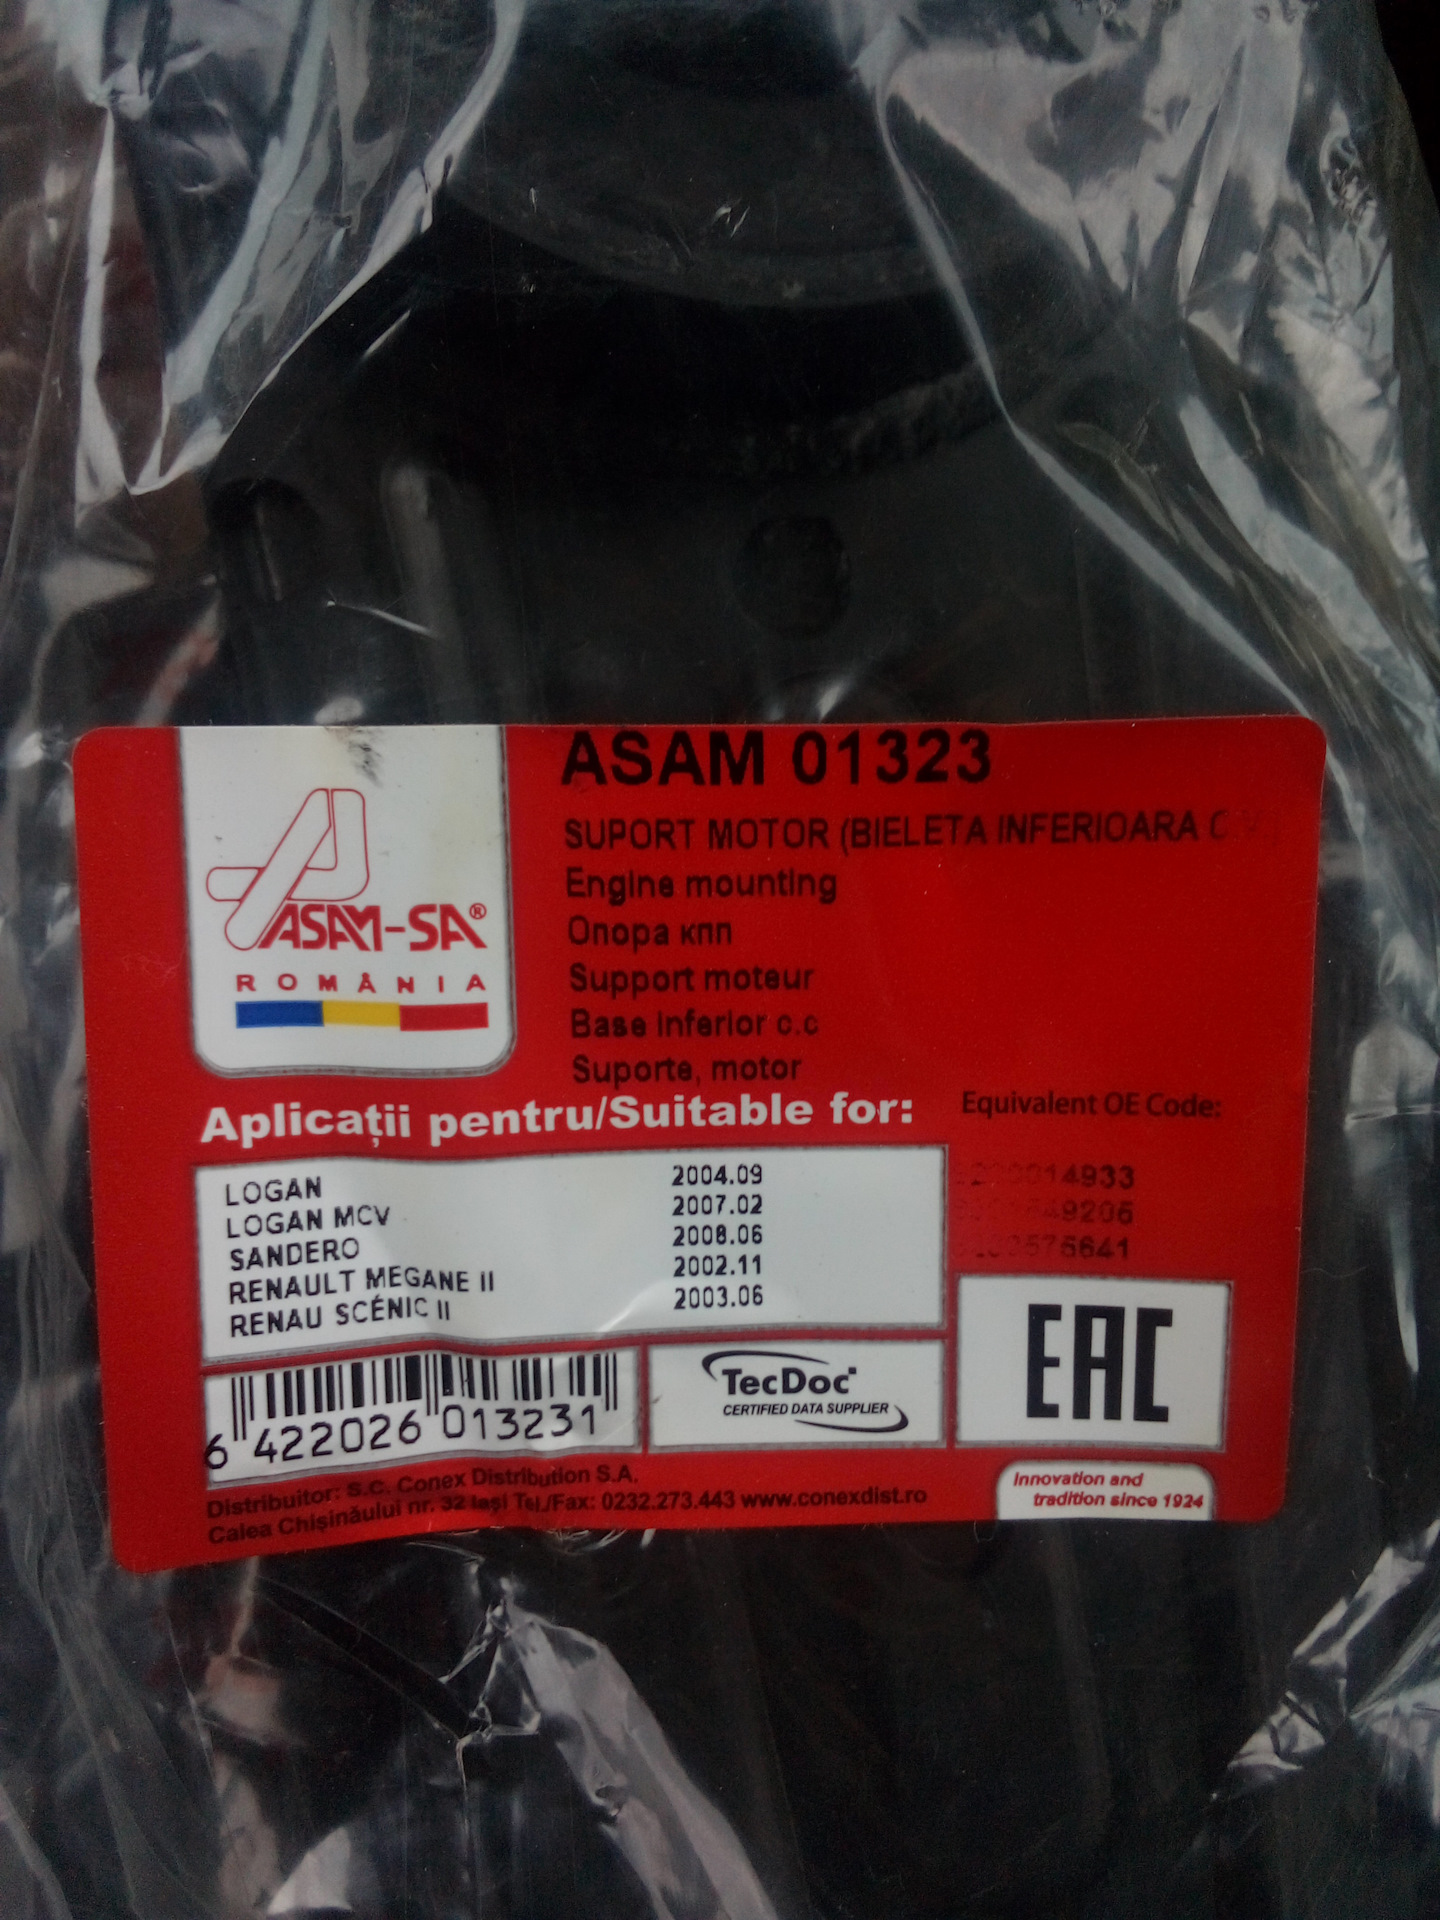 ASAM 01323
SUPORT MOTOR (BIELETA INFERIOARA
Engine mounting
Опора кпп
Support moteur
Base inferior c.c
Suporte, motor
ASAM-SA®
ROMÂNIA
Aplicații pentru/Suitable for:
Equivalent OE Code:
LOGAN 2004.09
LOGAN MCV 2007.02
SANDERO 2008.06
RENAULT MEGANE II 2002.11
RENAU SCÉNIC II 2003.06
EAC
6 422026 013231
TecDoc
CERTIFIED DATA SUPPLIER
Distribuitor: S.C. Conex Distribution S.A.
Calea Chișinăului nr. 32 Iași Tel./Fax: 0232.273.443 www.conexdist.ro
Innovation and
tradition since 1924